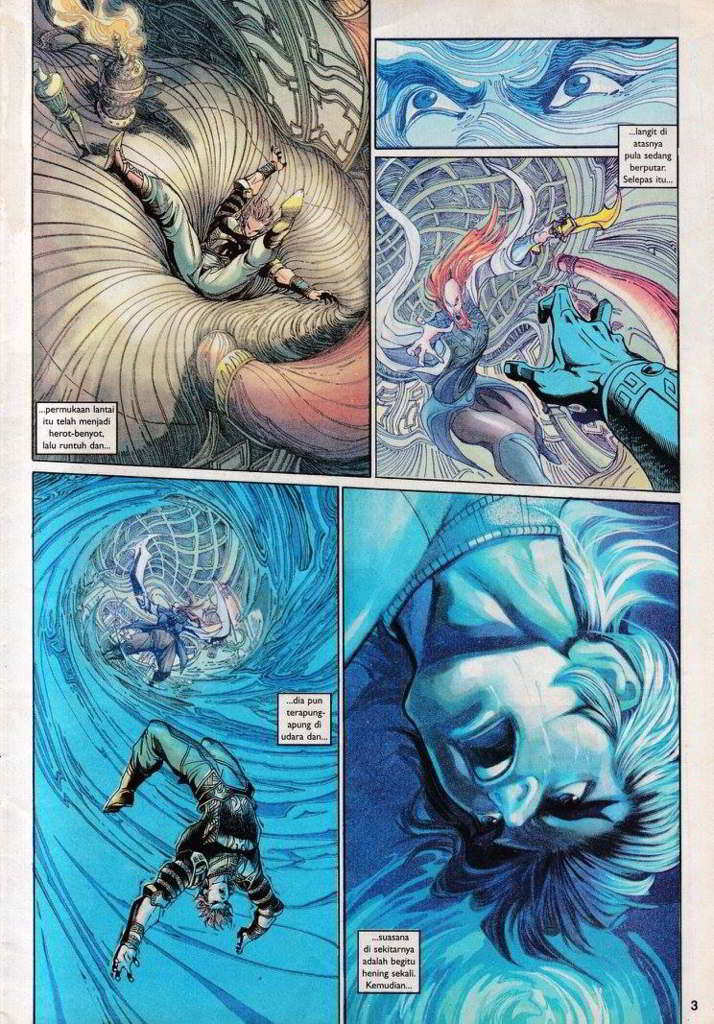 ...permukaan lantai
itu telah menjadi
herot-benyot,
lalu runtuh dan...
...langit di
atasnya
pula sedang
berputar.
Selepas itu...
...dia pun
terapung-
apung di
udara dan...
...suasana
di sekitarnya
adalah begitu
hening sekali.
Kemudian...
3